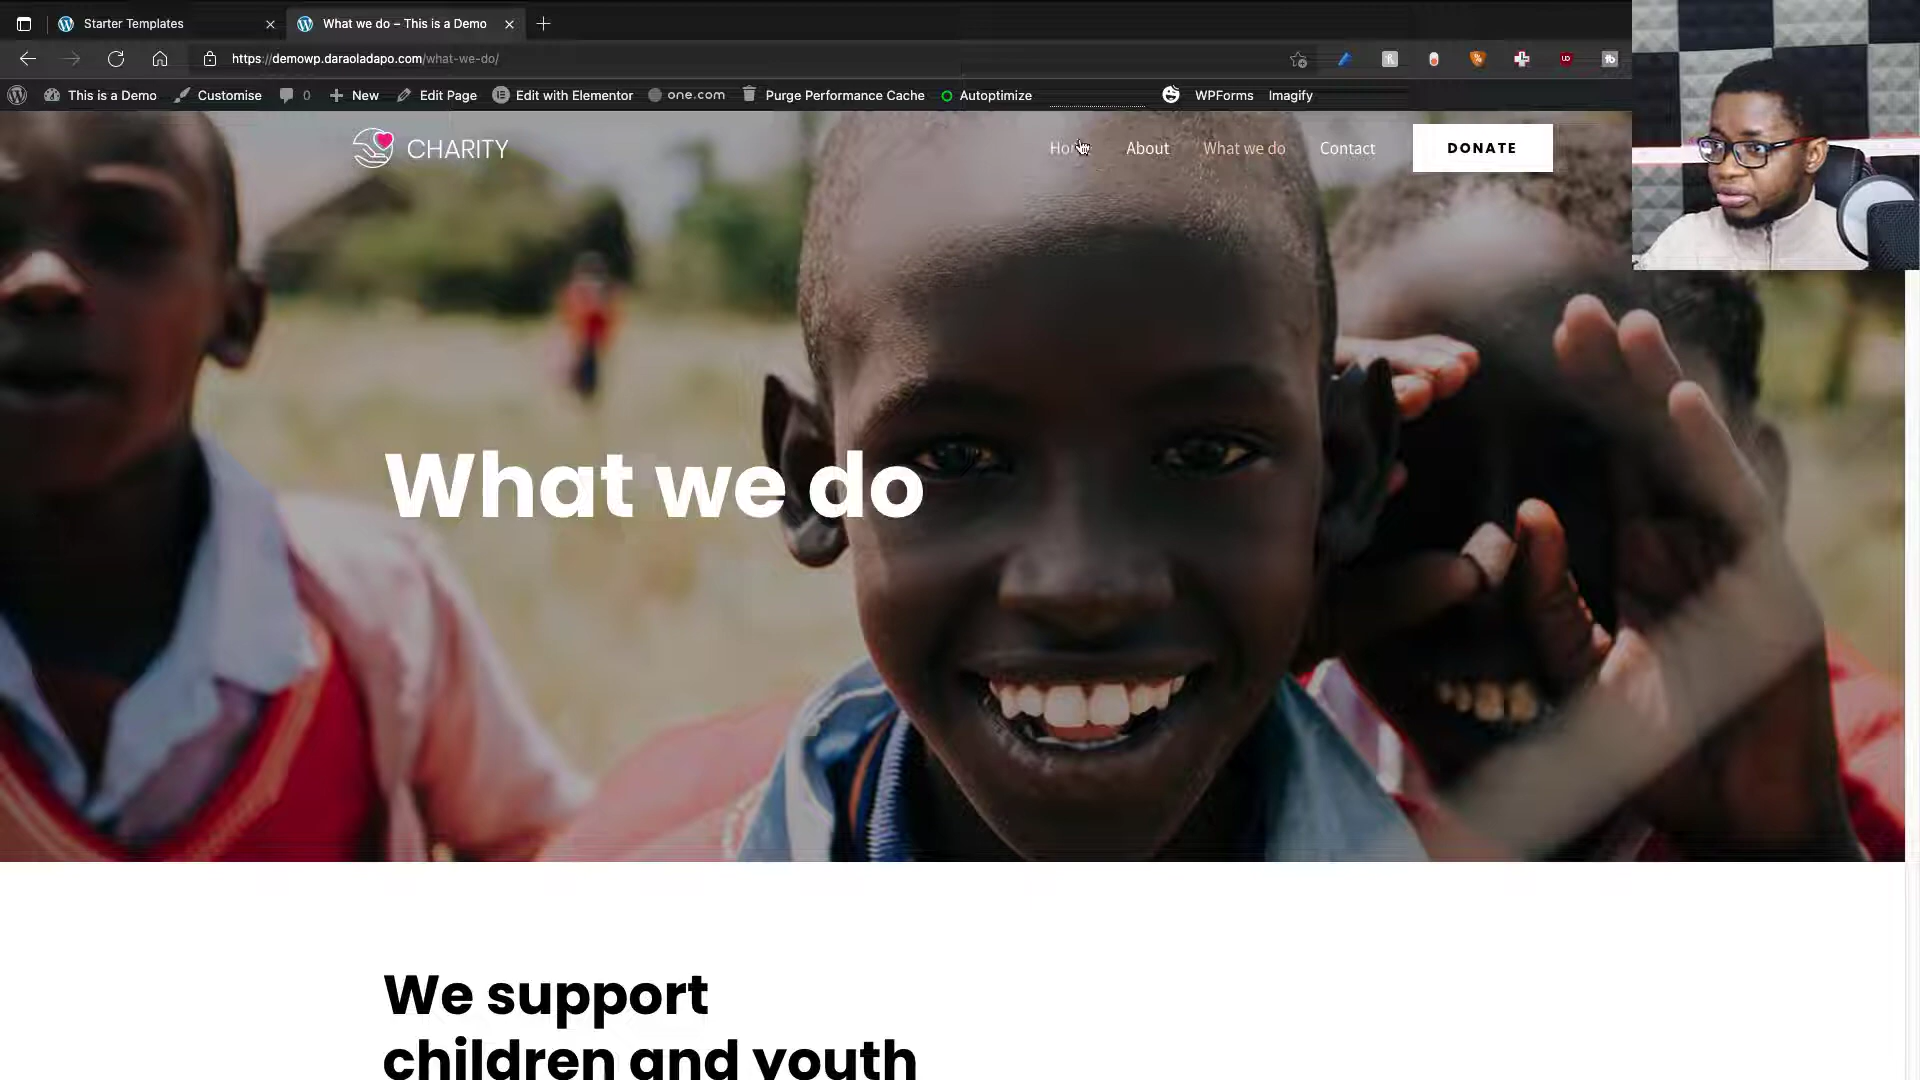 Starter Templates
What we do – This is a Demo
https://demowp.daraoladapo.com/what-we-do/
This is a Demo Customise 0 New Edit Page Edit with Elementor one.com Purge Performance Cache Autoptimize WPForms Imagify
CHARITY
About What we do Contact DONATE
What we do
We support
children and youth